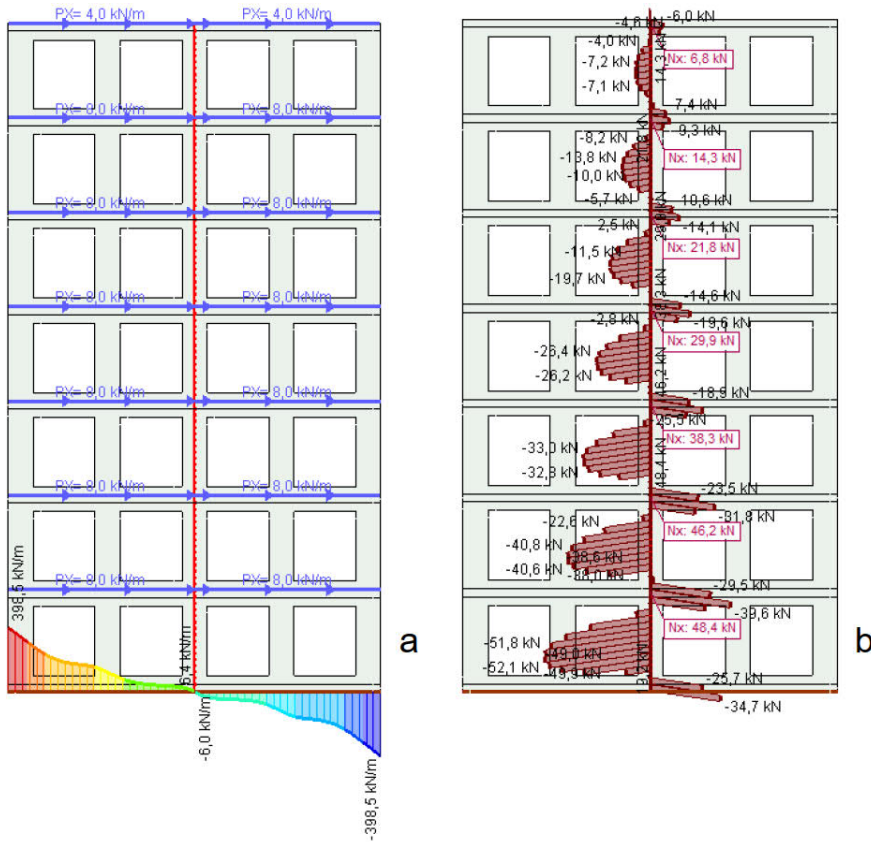 PX= 4,0 kN/m PX= 4,0 kN/m
PX= 8,0 kN/m PX= 8,0 kN/m
PX= 8,0 kN/m PX= 8,0 kN/m
PX= 8,0 kN/m PX= 8,0 kN/m
PX= 8,0 kN/m PX= 8,0 kN/m
PX= 8,0 kN/m PX= 8,0 kN/m
PX= 8,0 kN/m PX= 8,0 kN/m
398,5 kN/m
-6,0 kN/m
-398,5 kN/m
a
-4,6 -6,0 kN
-4,0 kN
-7,2 kN
-7,1 kN
Nx: 6,8 kN
7,4 kN
-9,3 kN
-8,2 kN
-13,8 kN
-10,0 kN
Nx: 14,3 kN
-5,7 kN
10,6 kN
-14,1 kN
2,5 kN
-11,5 kN
-19,7 kN
Nx: 21,8 kN
-14,6 kN
-19,6 kN
-2,8
-26,4 kN
-26,2 kN
Nx: 29,9 kN
46,2 kN
-18,9 kN
-25,5 kN
-33,0 kN
-32,8 kN
Nx: 38,3 kN
48,4 kN
-23,5 kN
-31,8 kN
-22,6 kN
-40,8 kN
-40,6 kN
-38,6 kN
Nx: 46,2 kN
-29,5 kN
-39,6 kN
-51,8 kN
-52,1 kN
-49,0 kN
-49,9 kN
Nx: 48,4 kN
-25,7 kN
-34,7 kN
b